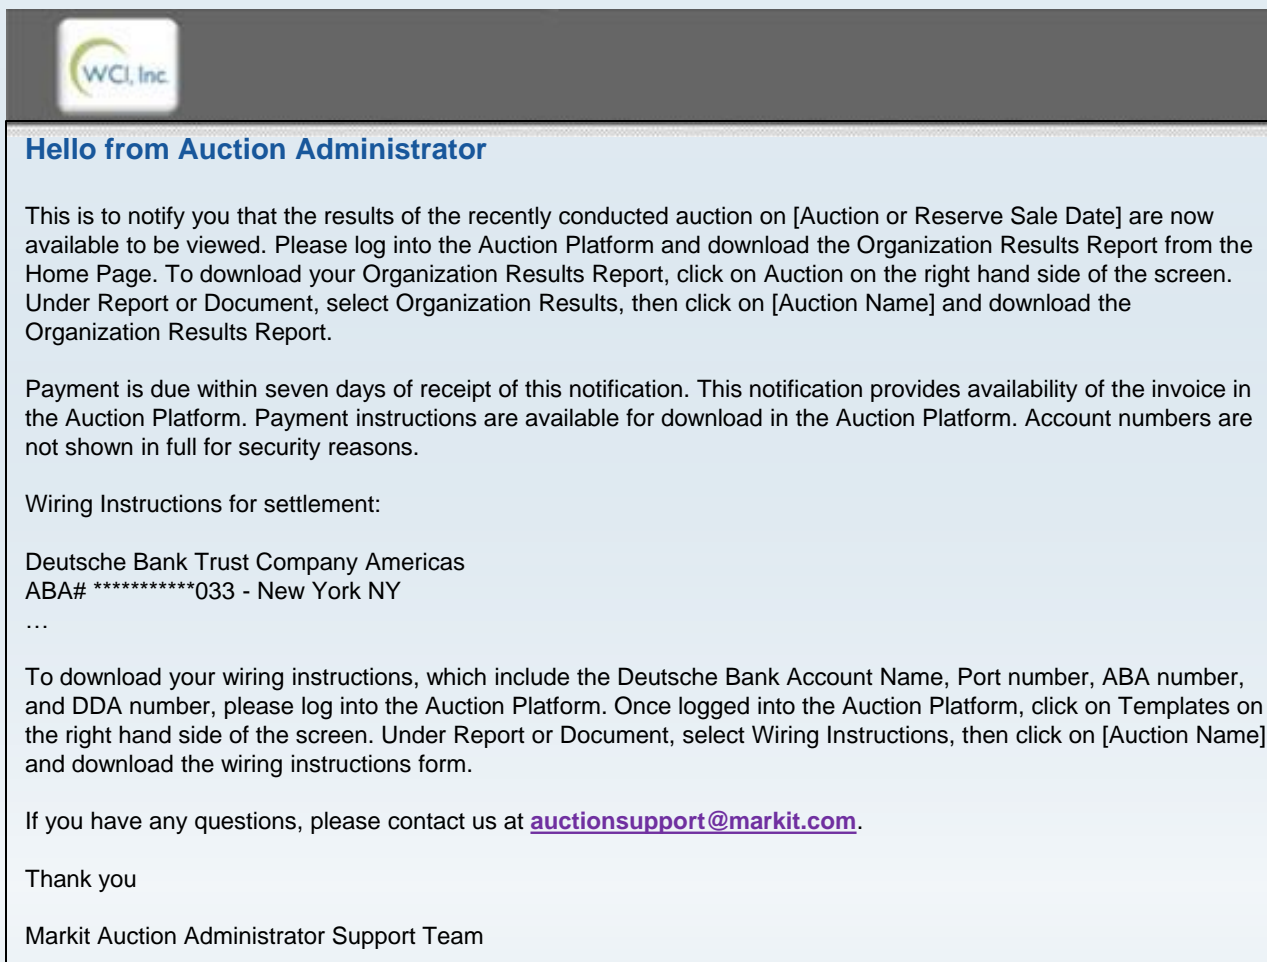 WCI, Inc.
Hello from Auction Administrator
This is to notify you that the results of the recently conducted auction on [Auction or Reserve Sale Date] are now
available to be viewed. Please log into the Auction Platform and download the Organization Results Report from the
Home Page. To download your Organization Results Report, click on Auction on the right hand side of the screen.
Under Report or Document, select Organization Results, then click on [Auction Name] and download the
Organization Results Report.
Payment is due within seven days of receipt of this notification. This notification provides availability of the invoice in
the Auction Platform. Payment instructions are available for download in the Auction Platform. Account numbers are
not shown in full for security reasons.
Wiring Instructions for settlement:
Deutsche Bank Trust Company Americas
ABA# ***********033 - New York NY
…
To download your wiring instructions, which include the Deutsche Bank Account Name, Port number, ABA number,
and DDA number, please log into the Auction Platform. Once logged into the Auction Platform, click on Templates on
the right hand side of the screen. Under Report or Document, select Wiring Instructions, then click on [Auction Name]
and download the wiring instructions form.
If you have any questions, please contact us at auctionsupport@markit.com.
Thank you
Markit Auction Administrator Support Team